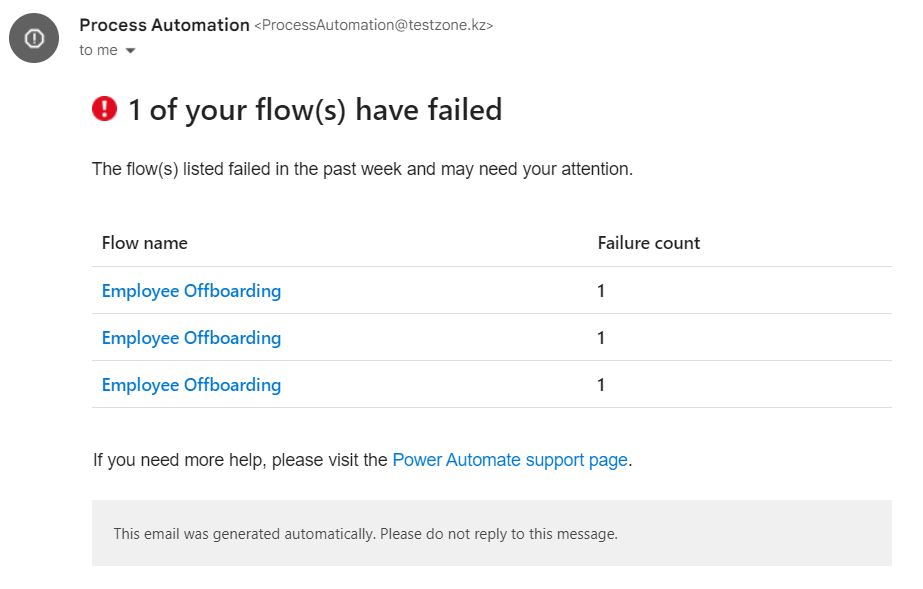 Process Automation <ProcessAutomation@testzone.kz>
to me
1 of your flow(s) have failed
The flow(s) listed failed in the past week and may need your attention.
Flow name Failure count
Employee Offboarding 1
Employee Offboarding 1
Employee Offboarding 1
If you need more help, please visit the Power Automate support page.
This email was generated automatically. Please do not reply to this message.